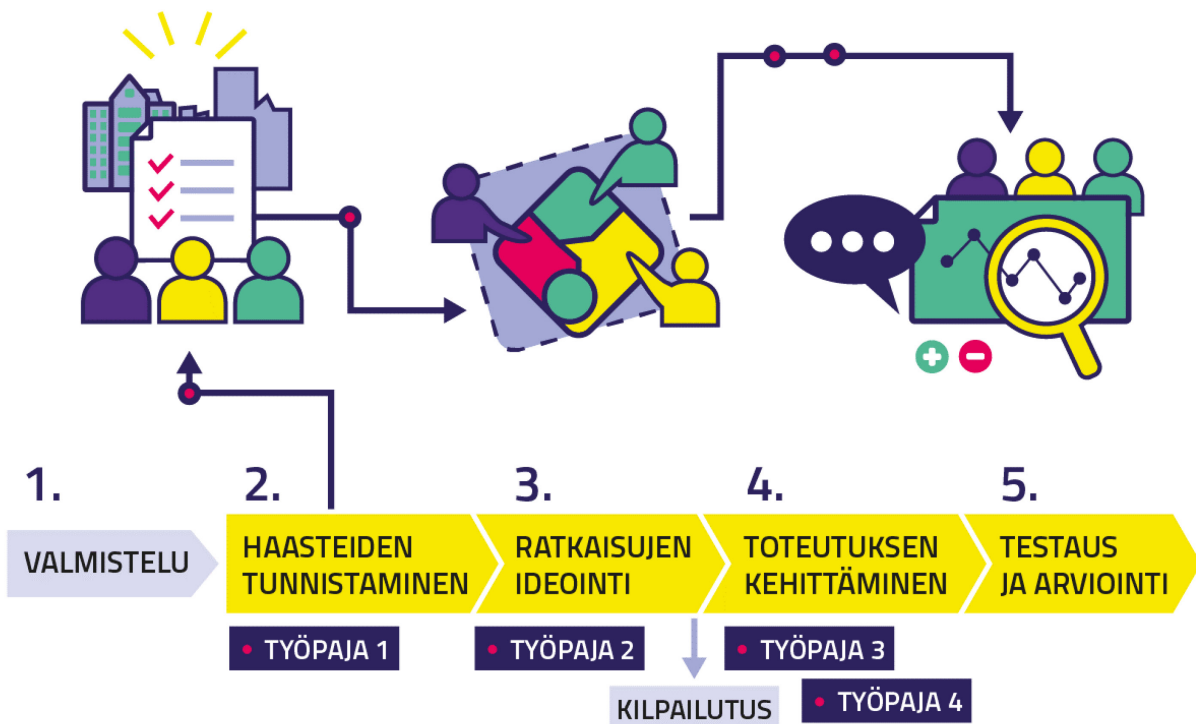 1.
VALMISTELU
2.
HAASTEIDEN
TUNNISTAMINEN
3.
RATKAISUJEN
IDEOINTI
4.
TOTEUTUKSEN
KEHITTÄMINEN
5.
TESTAUS
JA ARVIOINTI
• TYÖPAJA 1
• TYÖPAJA 2
• TYÖPAJA 3
KILPAILUTUS
• TYÖPAJA 4